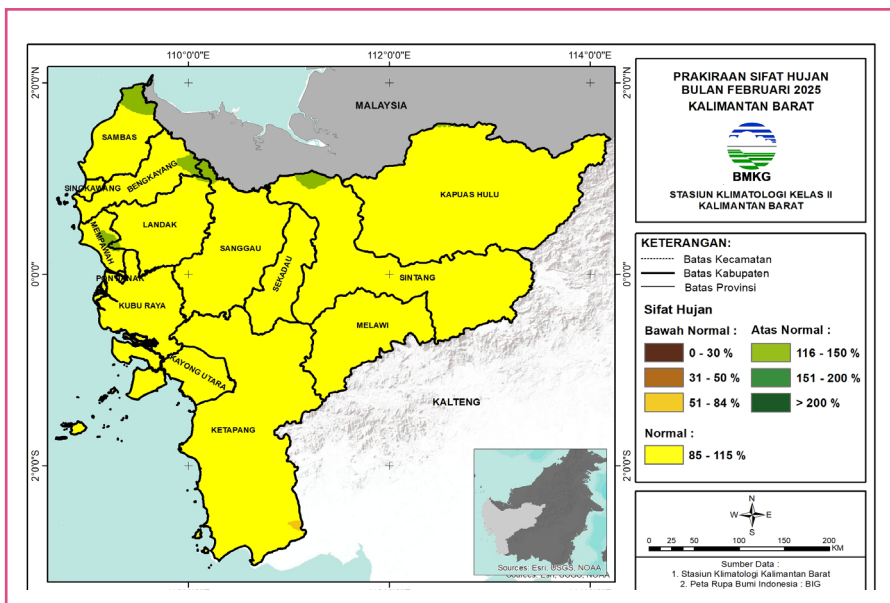 110°0'0"E 112°0'0"E 114°0'0"E
2°0'0"N
0°0'0"
2°0'0"S
2°0'0"N
0°0'0"
2°0'0"S
MALAYSIA
SAMBAS
BENGKAYANG
SINGKAWANG
KAPUAS HULU
LANDAK
MEMPAWAH
SANGGAU
SEKADAU
SINTANG
KUBU RAYA
MELAWI
KAYONG UTARA
KALTENG
KETAPANG
Sources: Esri, USGS, NOAA
PRAKIRAAN SIFAT HUJAN
BULAN FEBRUARI 2025
KALIMANTAN BARAT
BMKG
STASIUN KLIMATOLOGI KELAS II
KALIMANTAN BARAT
KETERANGAN:
Batas Kecamatan
Batas Kabupaten
Batas Provinsi
Sifat Hujan
Bawah Normal : Atas Normal :
0 - 30 % 116 - 150 %
31 - 50 % 151 - 200 %
51 - 84 % > 200 %
Normal :
85 - 115 %
N
W E
S
0 25 50 100 150 200
KM
Sumber Data :
1. Stasiun Klimatologi Kalimantan Barat
2. Peta Rupa Bumi Indonesia : BIG